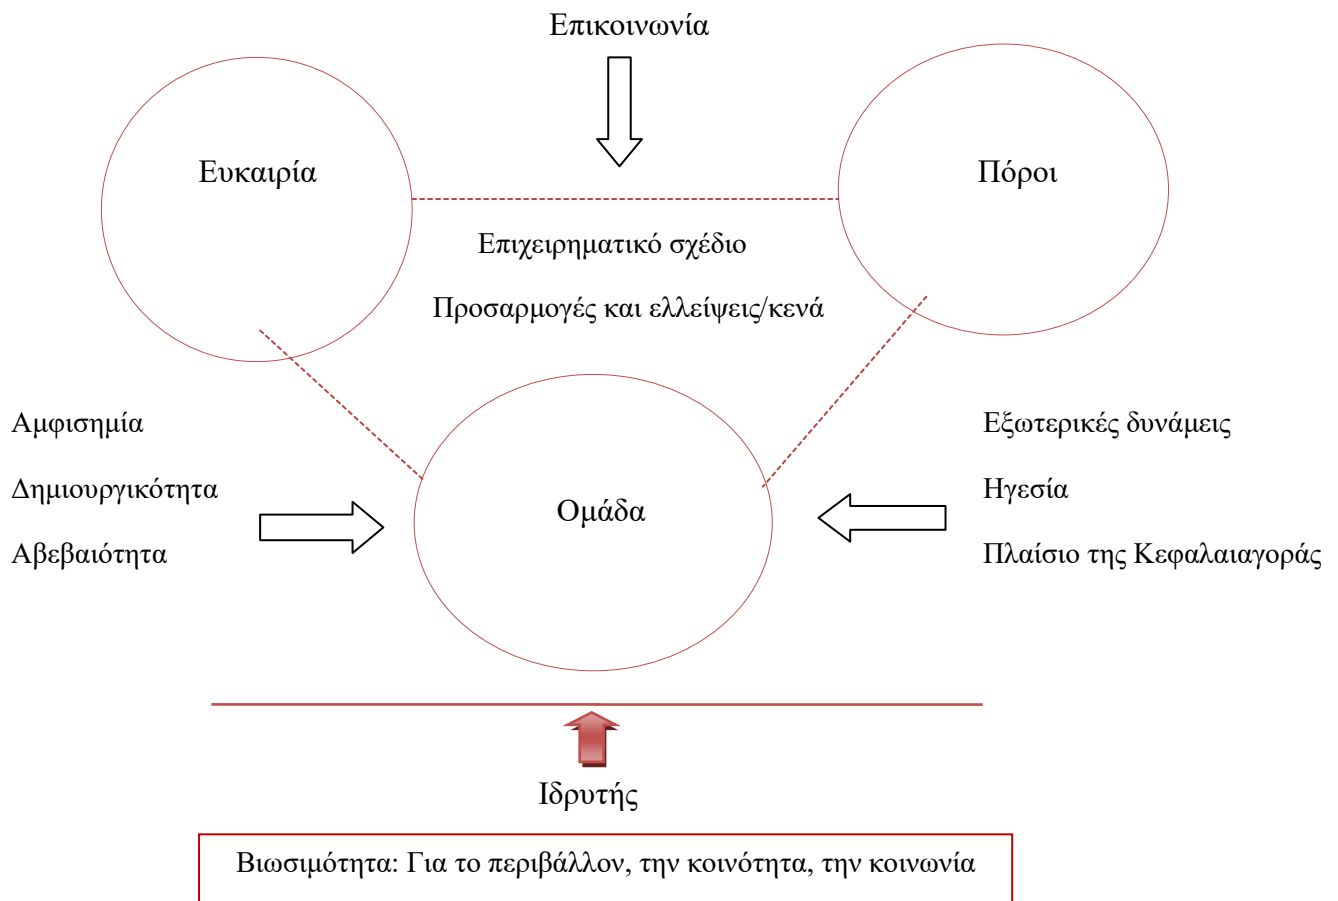 Επικοινωνία
Ευκαιρία
Πόροι
Επιχειρηματικό σχέδιο
Προσαρμογές και ελλείψεις/κενά
Αμφισημία
Δημιουργικότητα
Αβεβαιότητα
Ομάδα
Εξωτερικές δυνάμεις
Ηγεσία
Πλαίσιο της Κεφαλαιαγοράς
Ιδρυτής
Βιωσιμότητα: Για το περιβάλλον, την κοινότητα, την κοινωνία